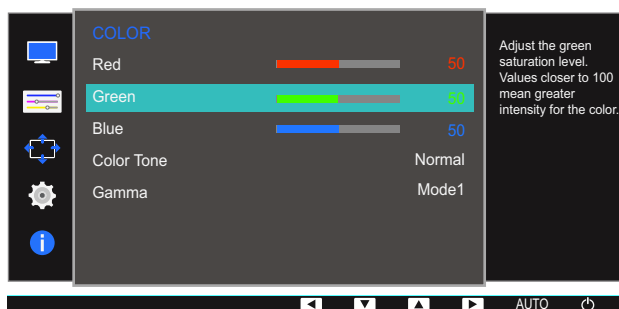 COLOR
Red 50
Green 50
Blue 50
Color Tone Normal
Gamma Mode1
Adjust the green
saturation level.
Values closer to 100
mean greater
intensity for the color.
i
AUTO